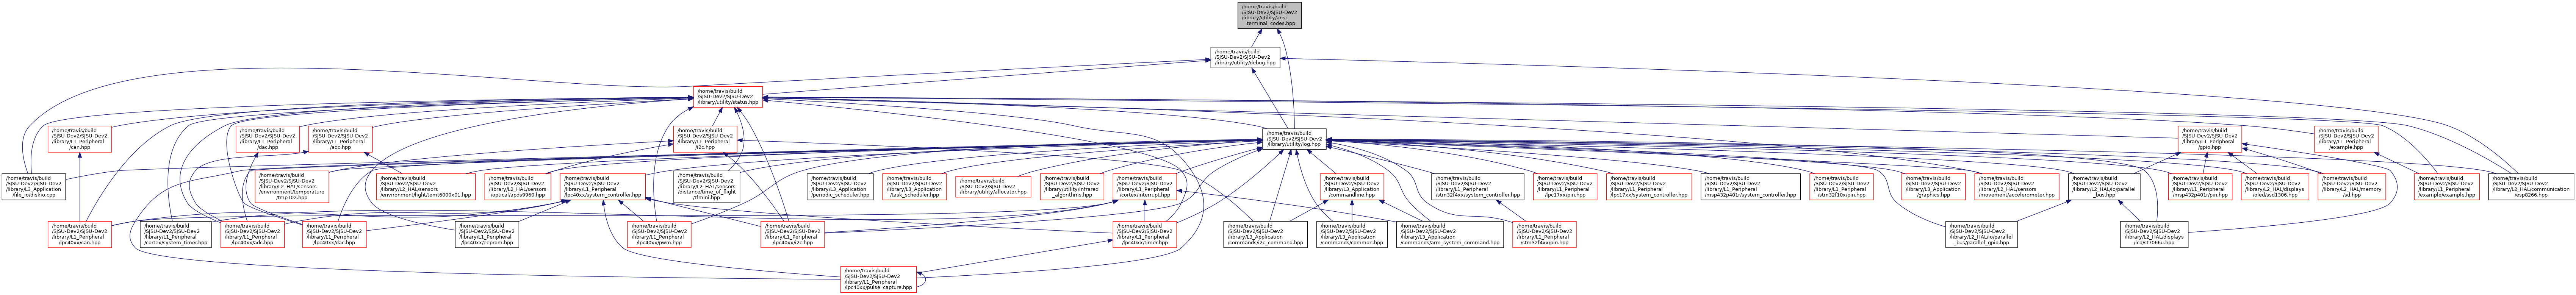 /home/travis/build
/SJSU-Dev2/SJSU-Dev2
/library/utility/ansi
_terminal_codes.hpp
/home/travis/build
/SJSU-Dev2/SJSU-Dev2
/library/utility/debug.hpp
/home/travis/build
/SJSU-Dev2/SJSU-Dev2
/library/utility/status.hpp
/home/travis/build
/SJSU-Dev2/SJSU-Dev2
/library/L1_Peripheral
/can.hpp
/home/travis/build
/SJSU-Dev2/SJSU-Dev2
/library/L1_Peripheral
/dac.hpp
/home/travis/build
/SJSU-Dev2/SJSU-Dev2
/library/L1_Peripheral
/adc.hpp
/home/travis/build
/SJSU-Dev2/SJSU-Dev2
/library/L1_Peripheral
/i2c.hpp
/home/travis/build
/SJSU-Dev2/SJSU-Dev2
/library/utility/log.hpp
/home/travis/build
/SJSU-Dev2/SJSU-Dev2
/library/L1_Peripheral
/gpio.hpp
/home/travis/build
/SJSU-Dev2/SJSU-Dev2
/library/L1_Peripheral
/example.hpp
/home/travis/build
/SJSU-Dev2/SJSU-Dev2
/library/L3_Application
/file_io/diskio.cpp
/home/travis/build
/SJSU-Dev2/SJSU-Dev2
/library/L2_HAL/sensors
/environment/temperature
/tmp102.hpp
/home/travis/build
/SJSU-Dev2/SJSU-Dev2
/library/L2_HAL/sensors
/environment/light/temt6000x01.hpp
/home/travis/build
/SJSU-Dev2/SJSU-Dev2
/library/L2_HAL/sensors
/optical/apds9960.hpp
/home/travis/build
/SJSU-Dev2/SJSU-Dev2
/library/L1_Peripheral
/lpc40xx/system_controller.hpp
/home/travis/build
/SJSU-Dev2/SJSU-Dev2
/library/L2_HAL/sensors
/distance/time_of_flight
/tfmini.hpp
/home/travis/build
/SJSU-Dev2/SJSU-Dev2
/library/L3_Application
/periodic_scheduler.hpp
/home/travis/build
/SJSU-Dev2/SJSU-Dev2
/library/L3_Application
/task_scheduler.hpp
/home/travis/build
/SJSU-Dev2/SJSU-Dev2
/library/utility/allocator.hpp
/home/travis/build
/SJSU-Dev2/SJSU-Dev2
/library/utility/infrared
_algorithms.hpp
/home/travis/build
/SJSU-Dev2/SJSU-Dev2
/library/L1_Peripheral
/cortex/interrupt.hpp
/home/travis/build
/SJSU-Dev2/SJSU-Dev2
/library/L3_Application
/commandline.hpp
/home/travis/build
/SJSU-Dev2/SJSU-Dev2
/library/L1_Peripheral
/stm32f4xx/system_controller.hpp
/home/travis/build
/SJSU-Dev2/SJSU-Dev2
/library/L1_Peripheral
/lpc17xx/pin.hpp
/home/travis/build
/SJSU-Dev2/SJSU-Dev2
/library/L1_Peripheral
/lpc17xx/system_controller.hpp
/home/travis/build
/SJSU-Dev2/SJSU-Dev2
/library/L1_Peripheral
/msp432p401r/system_controller.hpp
/home/travis/build
/SJSU-Dev2/SJSU-Dev2
/library/L1_Peripheral
/stm32f10x/pin.hpp
/home/travis/build
/SJSU-Dev2/SJSU-Dev2
/library/L3_Application
/graphics.hpp
/home/travis/build
/SJSU-Dev2/SJSU-Dev2
/library/L2_HAL/sensors
/movement/accelerometer.hpp
/home/travis/build
/SJSU-Dev2/SJSU-Dev2
/library/L2_HAL/io/parallel
_bus.hpp
/home/travis/build
/SJSU-Dev2/SJSU-Dev2
/library/L1_Peripheral
/msp432p401r/pin.hpp
/home/travis/build
/SJSU-Dev2/SJSU-Dev2
/library/L2_HAL/displays
/oled/ssd1306.hpp
/home/travis/build
/SJSU-Dev2/SJSU-Dev2
/library/L2_HAL/memory
/sd.hpp
/home/travis/build
/SJSU-Dev2/SJSU-Dev2
/library/L1_Peripheral
/example/example.hpp
/home/travis/build
/SJSU-Dev2/SJSU-Dev2
/library/L2_HAL/communication
/esp8266.hpp
/home/travis/build
/SJSU-Dev2/SJSU-Dev2
/library/L1_Peripheral
/lpc40xx/can.hpp
/home/travis/build
/SJSU-Dev2/SJSU-Dev2
/library/L1_Peripheral
/cortex/system_timer.hpp
/home/travis/build
/SJSU-Dev2/SJSU-Dev2
/library/L1_Peripheral
/lpc40xx/adc.hpp
/home/travis/build
/SJSU-Dev2/SJSU-Dev2
/library/L1_Peripheral
/lpc40xx/dac.hpp
/home/travis/build
/SJSU-Dev2/SJSU-Dev2
/library/L1_Peripheral
/lpc40xx/eeprom.hpp
/home/travis/build
/SJSU-Dev2/SJSU-Dev2
/library/L1_Peripheral
/lpc40xx/pwm.hpp
/home/travis/build
/SJSU-Dev2/SJSU-Dev2
/library/L1_Peripheral
/lpc40xx/i2c.hpp
/home/travis/build
/SJSU-Dev2/SJSU-Dev2
/library/L1_Peripheral
/lpc40xx/timer.hpp
/home/travis/build
/SJSU-Dev2/SJSU-Dev2
/library/L3_Application
/commands/i2c_command.hpp
/home/travis/build
/SJSU-Dev2/SJSU-Dev2
/library/L3_Application
/commands/common.hpp
/home/travis/build
/SJSU-Dev2/SJSU-Dev2
/library/L3_Application
/commands/arm_system_command.hpp
/home/travis/build
/SJSU-Dev2/SJSU-Dev2
/library/L1_Peripheral
/stm32f4xx/pin.hpp
/home/travis/build
/SJSU-Dev2/SJSU-Dev2
/library/L2_HAL/io/parallel
_bus/parallel_gpio.hpp
/home/travis/build
/SJSU-Dev2/SJSU-Dev2
/library/L2_HAL/displays
/lcd/st7066u.hpp
/home/travis/build
/SJSU-Dev2/SJSU-Dev2
/library/L1_Peripheral
/lpc40xx/pulse_capture.hpp